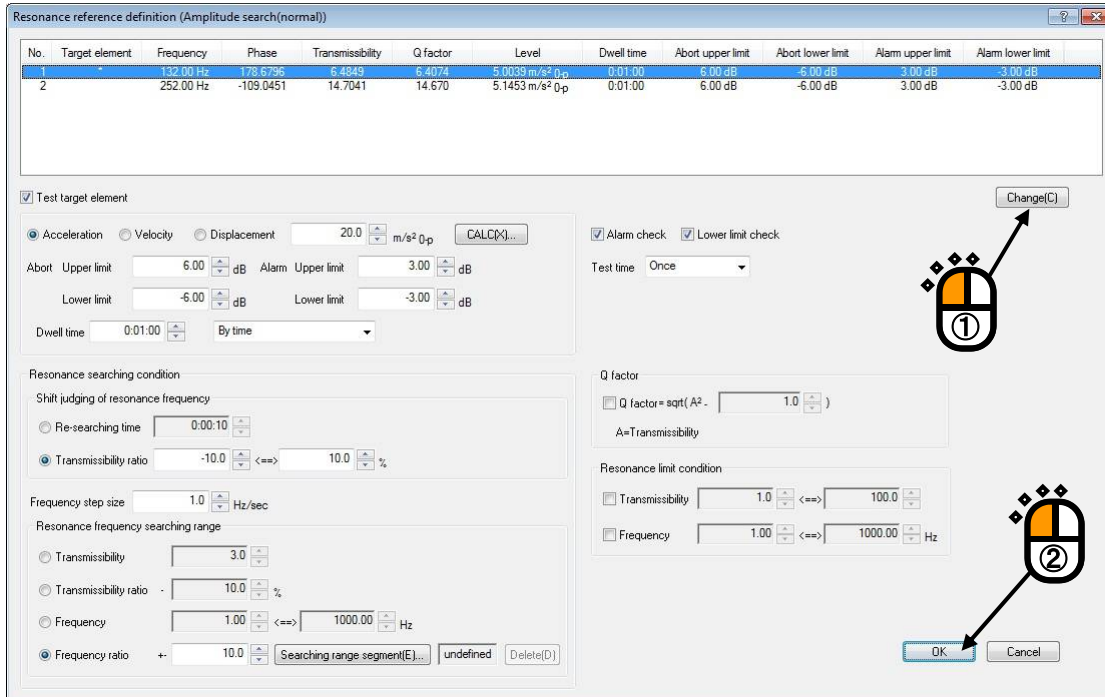 Resonance reference definition (Amplitude search(normal))
No. Target element Frequency Phase Transmissibility Q factor Level Dwell time Abort upper limit Abort lower limit Alarm upper limit Alarm lower limit
1 * 132.00 Hz 178.6796 6.4849 6.4074 5.0039 m/s² 0-p 0:01:00 6.00 dB -6.00 dB 3.00 dB -3.00 dB
2 252.00 Hz -109.0451 14.7041 14.670 5.1453 m/s² 0-p 0:01:00 6.00 dB -6.00 dB 3.00 dB -3.00 dB
Test target element
Change(C)
Acceleration Velocity Displacement 20.0 m/s² 0-p CALC(X)...
Alarm check Lower limit check
Abort Upper limit 6.00 dB Alarm Upper limit 3.00 dB
Test time Once
Lower limit -6.00 dB Lower limit -3.00 dB
①
Dwell time 0:01:00 By time
Resonance searching condition
Q factor
Shift judging of resonance frequency
Q factor= sqrt( A² - 1.0 )
Re-searching time 0:00:10
A=Transmissibility
Transmissibility ratio -10.0 <==> 10.0 %
Resonance limit condition
Frequency step size 1.0 Hz/sec
Transmissibility 1.0 <==> 100.0
Resonance frequency searching range
Frequency 1.00 <==> 1000.00 Hz
Transmissibility 3.0
②
Transmissibility ratio - 10.0 %
Frequency 1.00 <==> 1000.00 Hz
Frequency ratio +- 10.0 Searching range segment(E)... undefined Delete(D)
OK Cancel